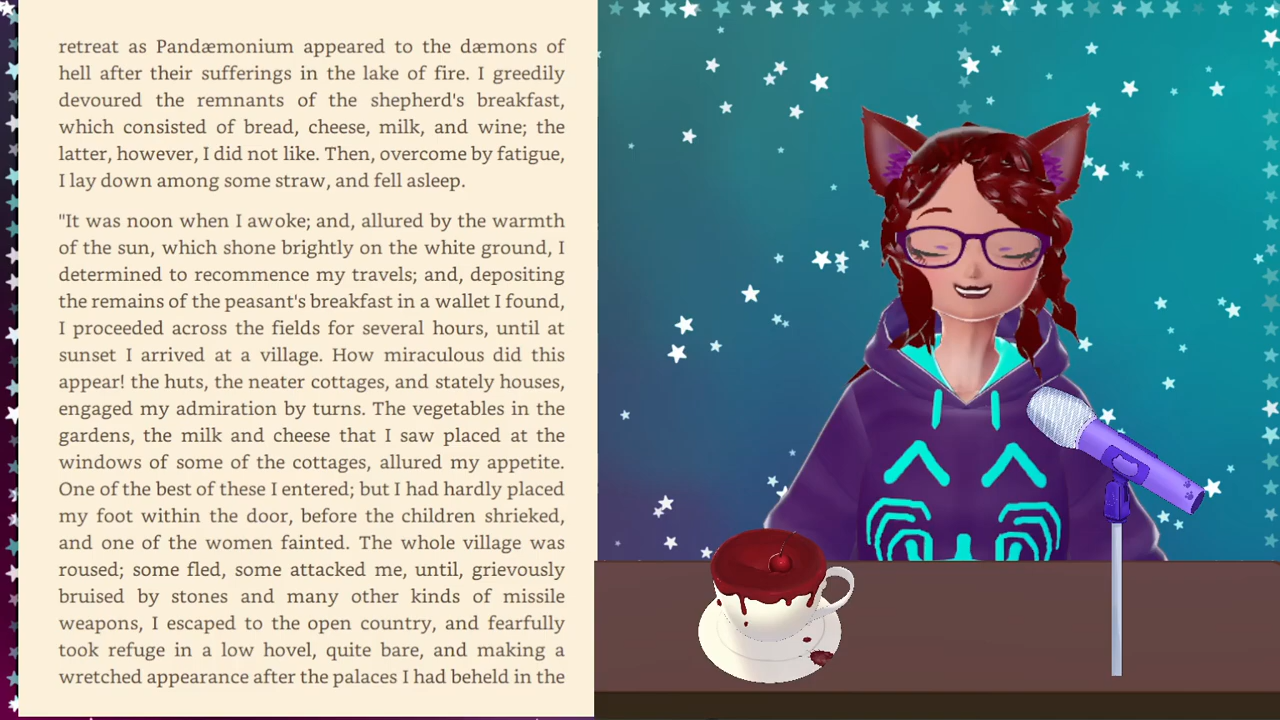 retreat as Pandæmonium appeared to the dæmons of
hell after their sufferings in the lake of fire. I greedily
devoured the remnants of the shepherd's breakfast,
which consisted of bread, cheese, milk, and wine; the
latter, however, I did not like. Then, overcome by fatigue,
I lay down among some straw, and fell asleep.
"It was noon when I awoke; and, allured by the warmth
of the sun, which shone brightly on the white ground, I
determined to recommence my travels; and, depositing
the remains of the peasant's breakfast in a wallet I found,
I proceeded across the fields for several hours, until at
sunset I arrived at a village. How miraculous did this
appear! the huts, the neater cottages, and stately houses,
engaged my admiration by turns. The vegetables in the
gardens, the milk and cheese that I saw placed at the
windows of some of the cottages, allured my appetite.
One of the best of these I entered; but I had hardly placed
my foot within the door, before the children shrieked,
and one of the women fainted. The whole village was
roused; some fled, some attacked me, until, grievously
bruised by stones and many other kinds of missile
weapons, I escaped to the open country, and fearfully
took refuge in a low hovel, quite bare, and making a
wretched appearance after the palaces I had beheld in the